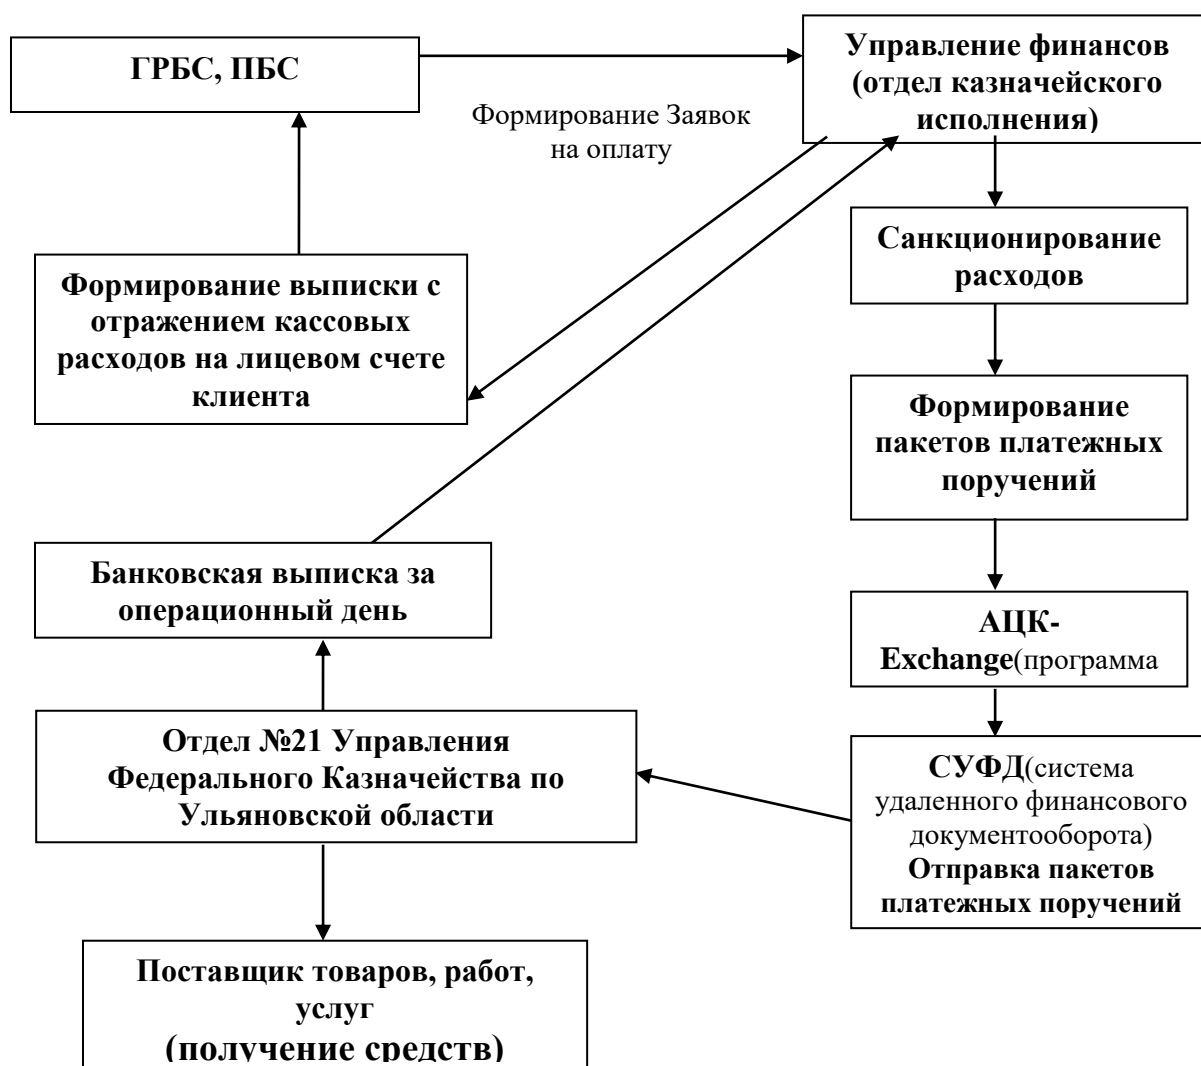 ГРБС, ПБС
Управление финансов
(отдел казначейского
исполнения)
Формирование Заявок
на оплату
Санкционирование
расходов
Формирование выписки с
отражением кассовых
расходов на лицевом счете
клиента
Формирование
пакетов платежных
поручений
Банковская выписка за
операционный день
АЦК-
Exchange(программа
Отдел №21 Управления
Федерального Казначейства по
Ульяновской области
СУФД(система
удаленного финансового
документооборота)
Отправка пакетов
платежных поручений
Поставщик товаров, работ,
услуг
(получение средств)